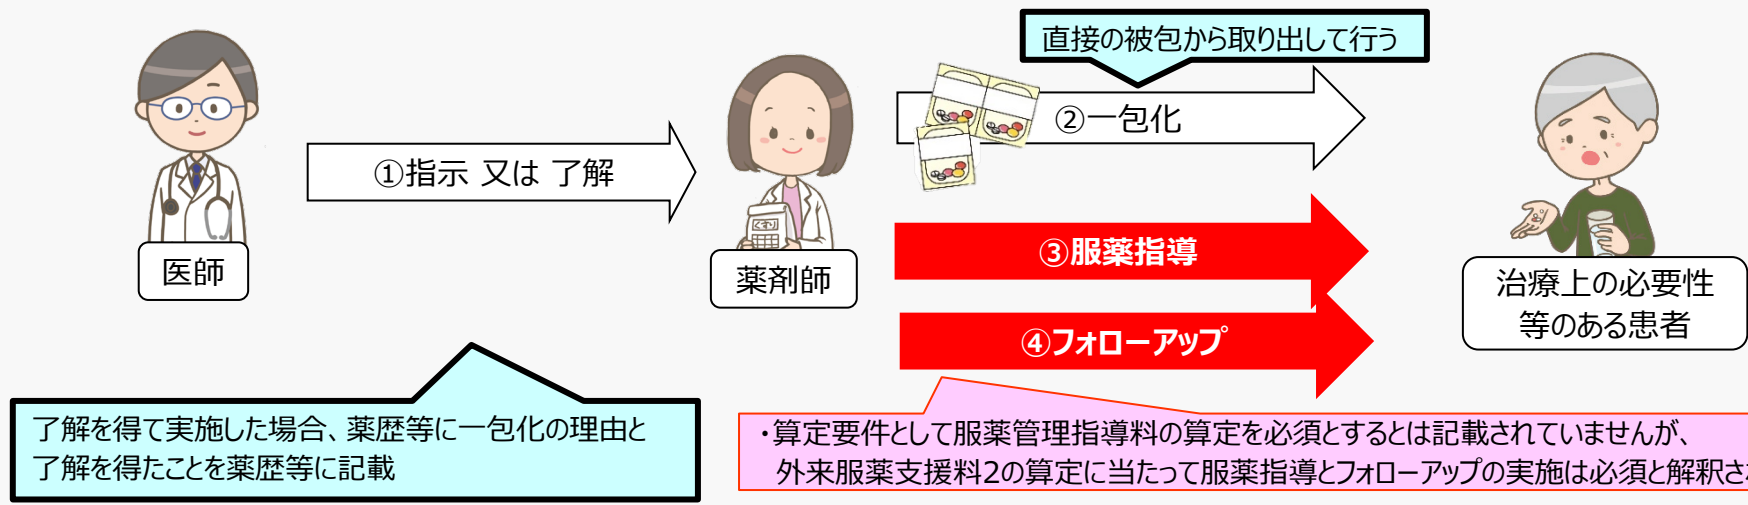 直接の被包から取り出して行う
②一包化
①指示 又は 了解
くすり
③服薬指導
医師
薬剤師
治療上の必要性
等のある患者
④フォローアップ
了解を得て実施した場合、薬歴等に一包化の理由と
了解を得たことを薬歴等に記載
・算定要件として服薬管理指導料の算定を必須とするとは記載されていませんが、
外来服薬支援料2の算定に当たって服薬指導とフォローアップの実施は必須と解釈さ